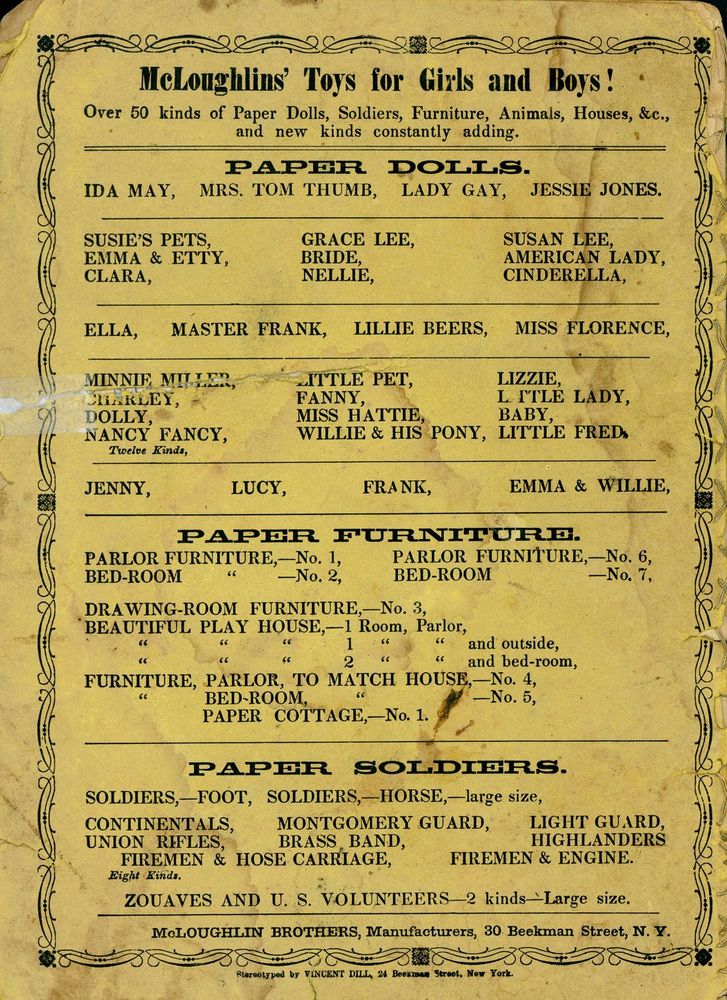 McLoughlins' Toys for Girls and Boys!
Over 50 kinds of Paper Dolls, Soldiers, Furniture, Animals, Houses, &c.,
and new kinds constantly adding.
PAPER DOLLS.
IDA MAY, MRS. TOM THUMB, LADY GAY, JESSIE JONES.
SUSIE'S PETS, GRACE LEE, SUSAN LEE,
EMMA & ETTY, BRIDE, AMERICAN LADY,
CLARA, NELLIE, CINDERELLA,
ELLA, MASTER FRANK, LILLIE BEERS, MISS FLORENCE,
MINNIE MILLER, LITTLE PET, LIZZIE,
CHARLEY, FANNY, LITTLE LADY,
DOLLY, MISS HATTIE, BABY,
NANCY FANCY, WILLIE & HIS PONY, LITTLE FRED.
Twelve Kinds,
JENNY, LUCY, FRANK, EMMA & WILLIE,
PAPER FURNITURE.
PARLOR FURNITURE,—No. 1, PARLOR FURNITURE,—No. 6,
BED-ROOM “ —No. 2, BED-ROOM —No. 7,
DRAWING-ROOM FURNITURE,—No. 3,
BEAUTIFUL PLAY HOUSE,—1 Room, Parlor,
“ “ “ 1 “ “ and outside,
“ “ “ 2 “ “ and bed-room,
FURNITURE, PARLOR, TO MATCH HOUSE,—No. 4,
“ BED-ROOM, “ —No. 5,
PAPER COTTAGE,—No. 1.
PAPER SOLDIERS.
SOLDIERS,—FOOT, SOLDIERS,—HORSE,—large size,
CONTINENTALS, MONTGOMERY GUARD, LIGHT GUARD,
UNION RIFLES, BRASS BAND, HIGHLANDERS
FIREMEN & HOSE CARRIAGE, FIREMEN & ENGINE.
Eight Kinds.
ZOUAVES AND U. S. VOLUNTEERS—2 kinds—Large size.
McLOUGHLIN BROTHERS, Manufacturers, 30 Beekman Street, N. Y.
Stereotyped by VINCENT DILL, 24 Beekman Street, New York.